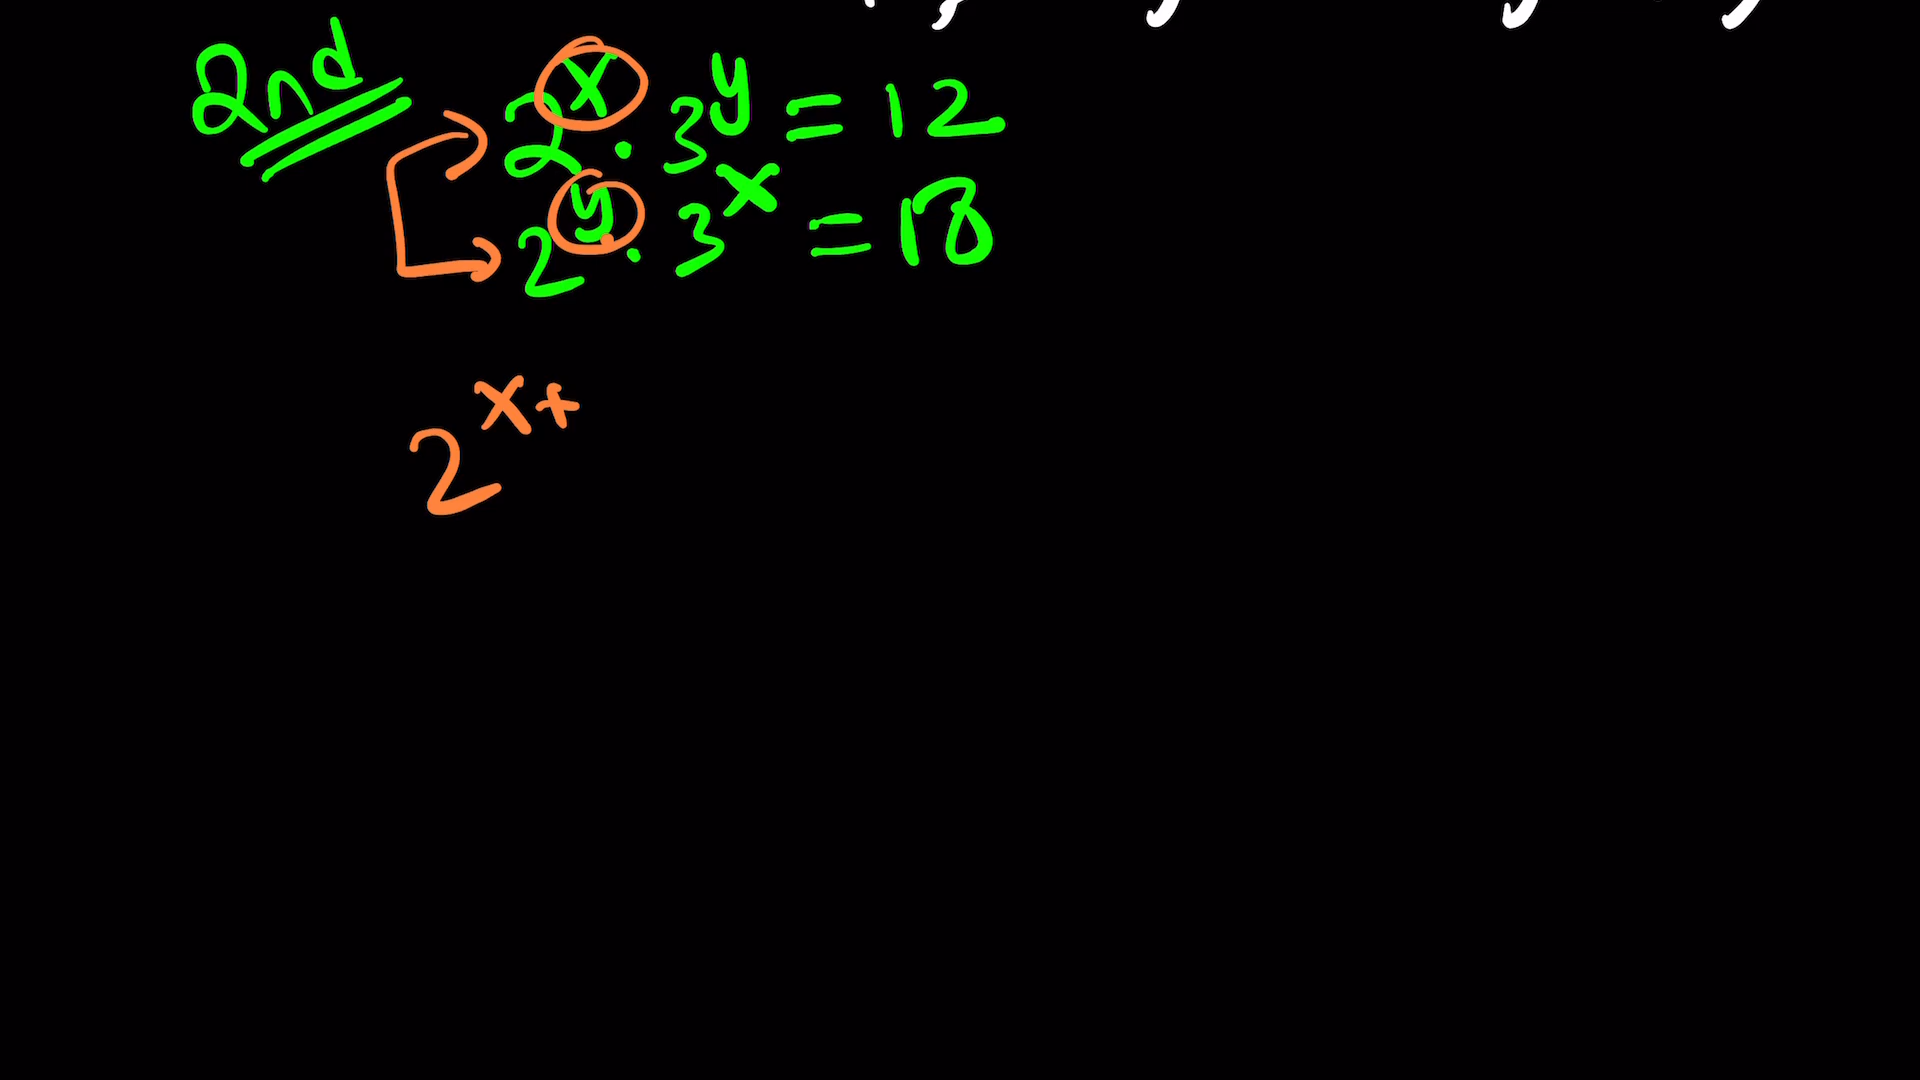 2nd
2^x · 3^y = 12
2^y · 3^x = 18
2^x+